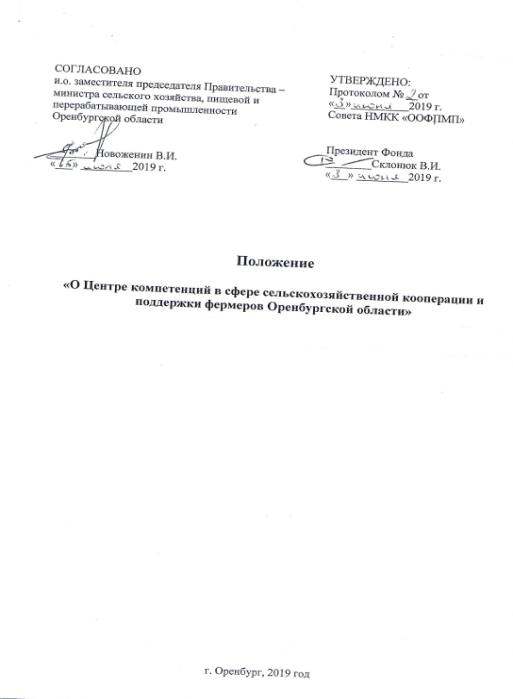 СОГЛАСОВАНО
и.о. заместителя председателя Правительства –
министра сельского хозяйства, пищевой и
перерабатывающей промышленности
Оренбургской области
Новоженин В.И.
« » июня 2019 г.
УТВЕРЖДЕНО:
Протоколом № 2 от
«3» июня 2019 г.
Совета НМКК «ООФПМП»
Президент Фонда
Склонюк В.И.
«3» июня 2019 г.
Положение
«О Центре компетенций в сфере сельскохозяйственной кооперации и
поддержки фермеров Оренбургской области»
г. Оренбург, 2019 год